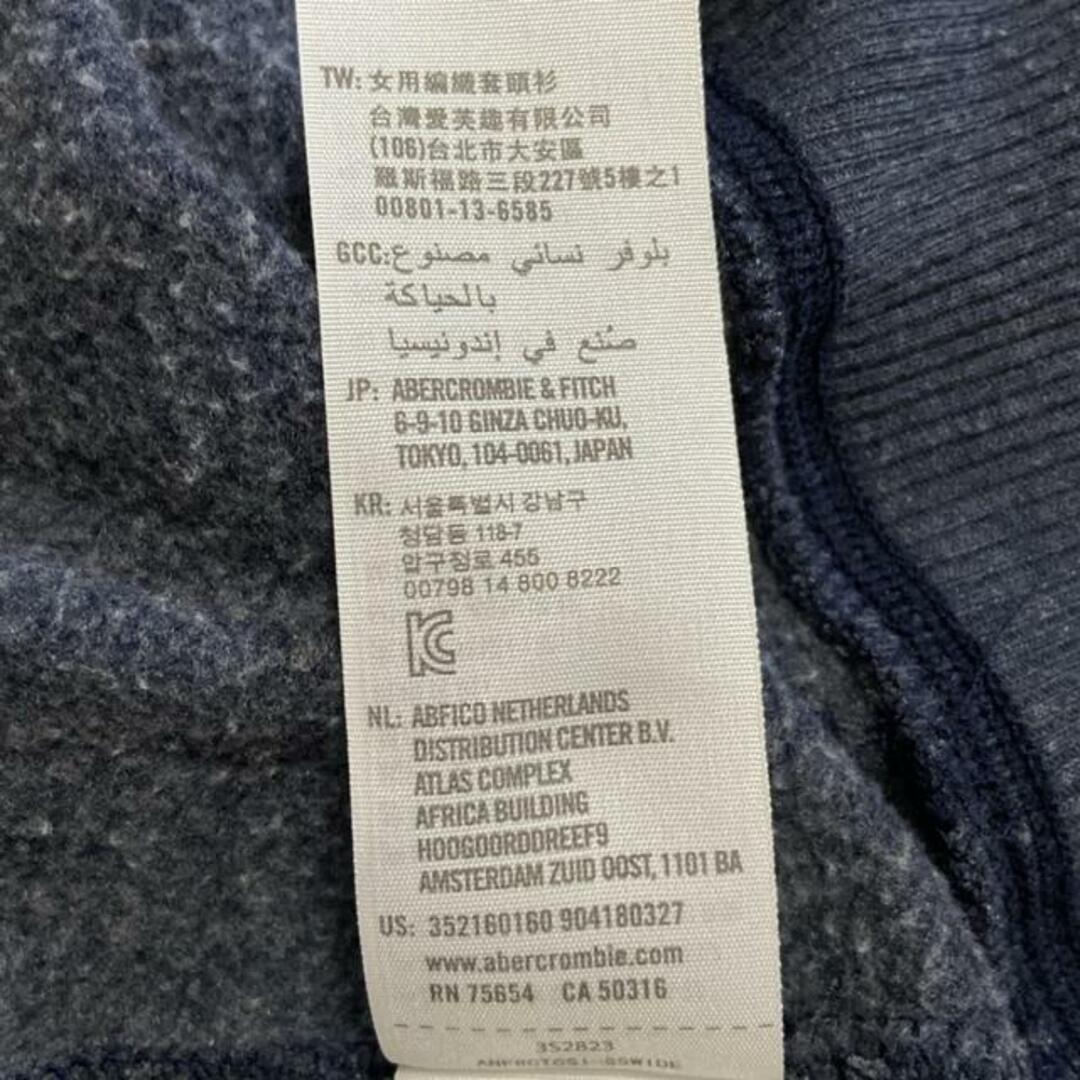 TW: 女用編織套頭衫
台灣愛芙趣有限公司
(106)台北市大安區
羅斯福路三段227號5樓之1
00801-13-6585
GCC: بلوفر نسائي مصنوع
بالحياكة
صُنع في إندونيسيا
JP: ABERCROMBIE & FITCH
6-9-10 GINZA CHUO-KU,
TOKYO, 104-0061, JAPAN
KR: 서울특별시 강남구
청담동 118-7
압구정로 455
00798 14 800 8222
KC
NL: ABFICO NETHERLANDS
DISTRIBUTION CENTER B.V.
ATLAS COMPLEX
AFRICA BUILDING
HOOGOORDDREEF9
AMSTERDAM ZUID OOST, 1101 BA
US: 352160160 904180327
www.abercrombie.com
RN 75654 CA 50316
352823